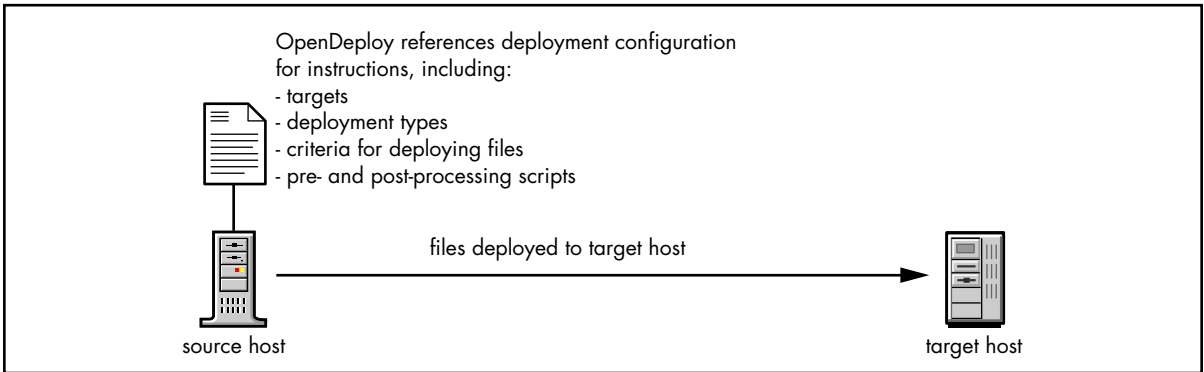 OpenDeploy references deployment configuration
for instructions, including:
- targets
- deployment types
- criteria for deploying files
- pre- and post-processing scripts
files deployed to target host
source host
target host